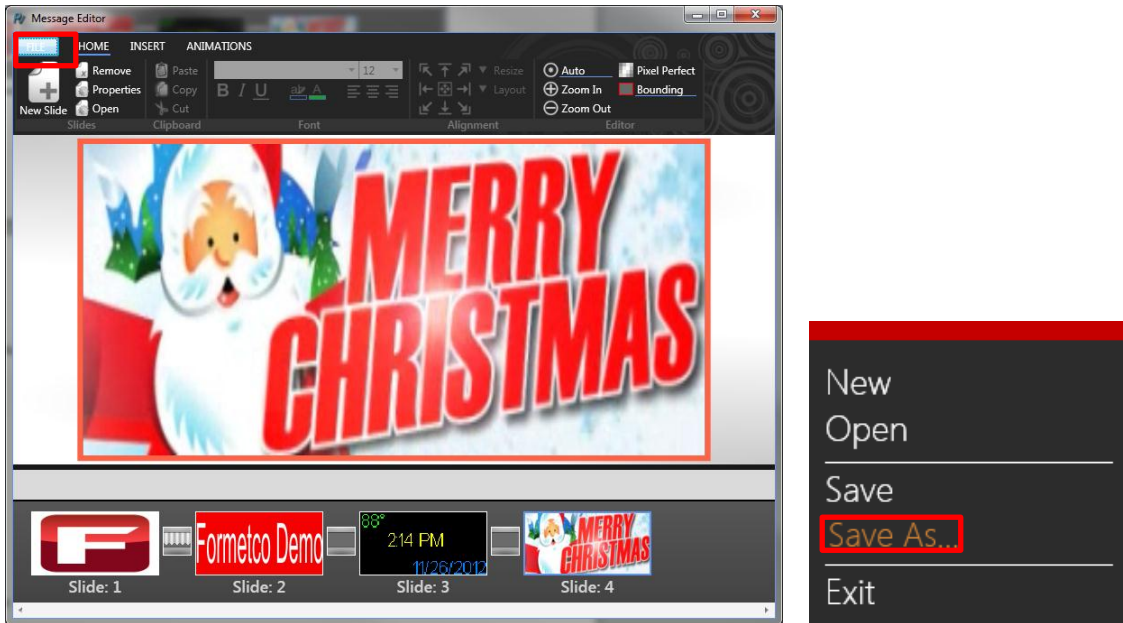 Message Editor
FILE HOME INSERT ANIMATIONS
Remove Paste 12 Resize Auto Pixel Perfect
Properties Copy B I U ab A Layout Zoom In Bounding
New Slide Open Cut Zoom Out
Slides Clipboard Font Alignment Editor
MERRY
CHRISTMAS
F Formetco Demo 88° 2:14 PM 11/26/2012 MERRY CHRISTMAS
Slide: 1 Slide: 2 Slide: 3 Slide: 4
New
Open
Save
Save As...
Exit